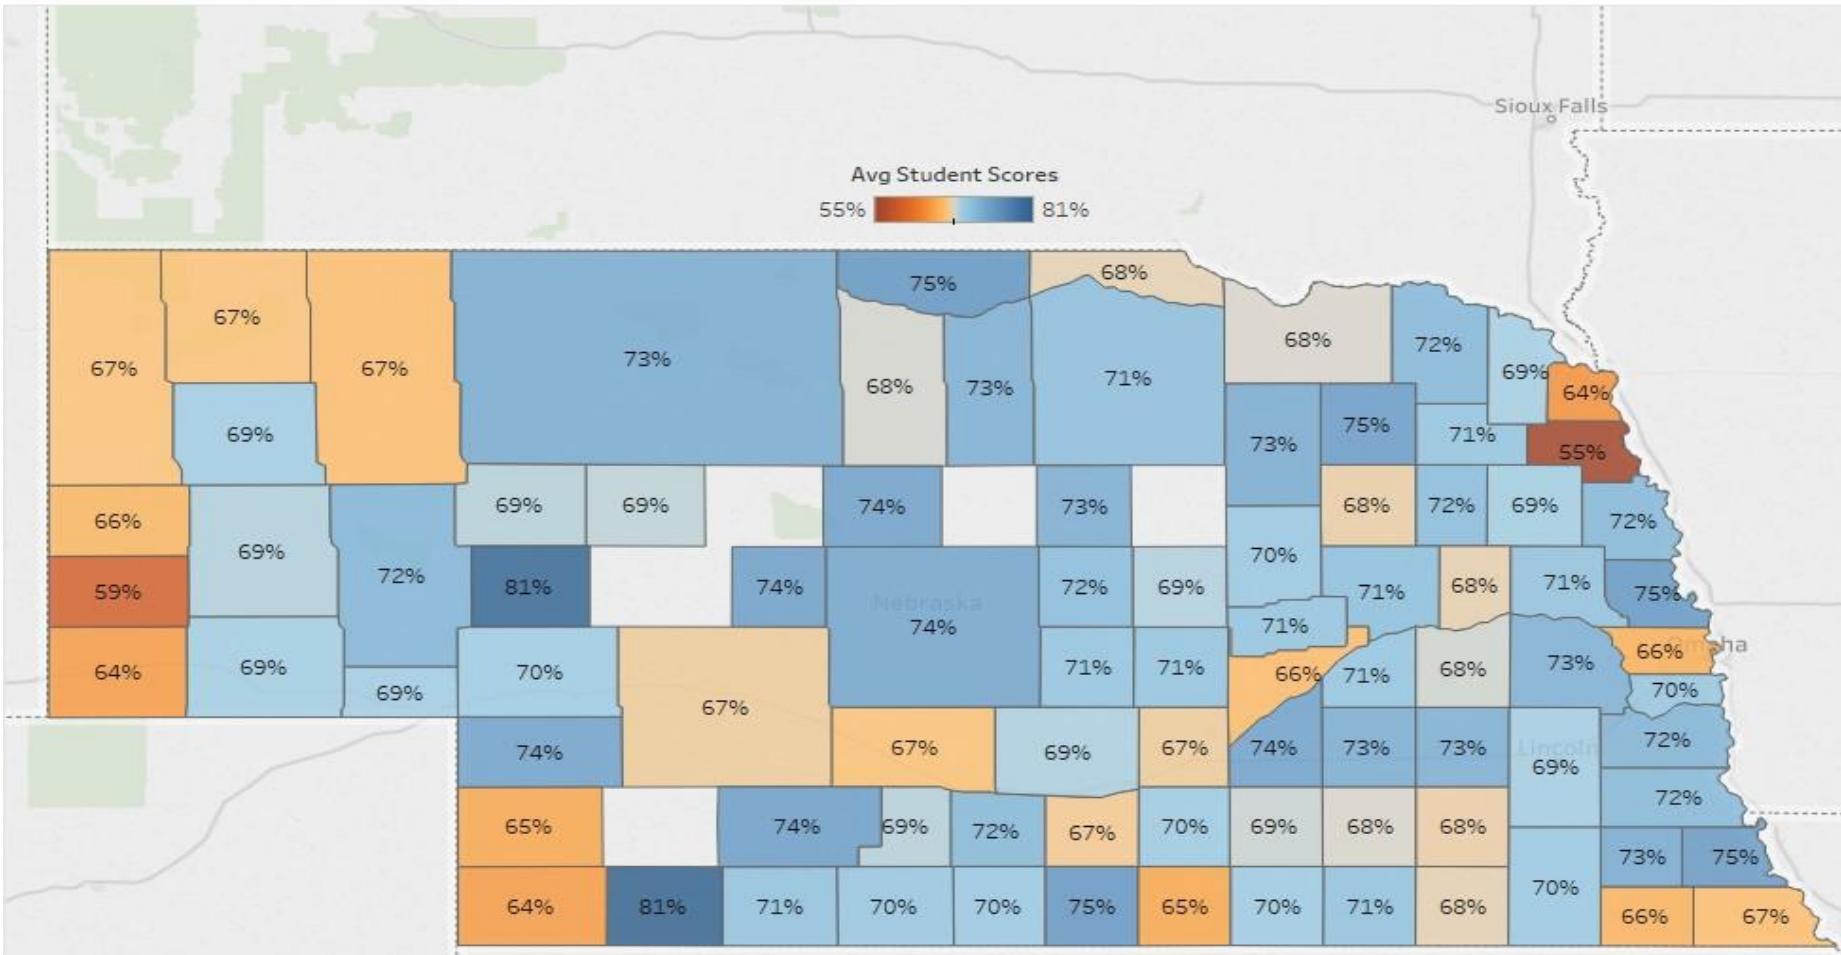 Sioux Falls
Avg Student Scores
55% 81%
75% 68%
67% 67% 67% 73% 68% 73% 71% 68% 72% 69% 64%
69% 73% 75% 71% 55%
66% 69% 69% 69% 74% 73% 68% 72% 69% 72%
59% 72% 81% 74% 72% 69% 70% 71% 68% 71% 75%
Nebraska
74% 71%
64% 69% 69% 70% 67% 71% 71% 66% 71% 68% 73% 66%
Omaha
70%
74% 67% 69% 67% 74% 73% 73% 72%
Lincoln
69%
65% 74% 69% 72% 67% 70% 69% 68% 68% 72%
73% 75%
64% 81% 71% 70% 70% 75% 65% 70% 71% 68% 70% 66% 67%